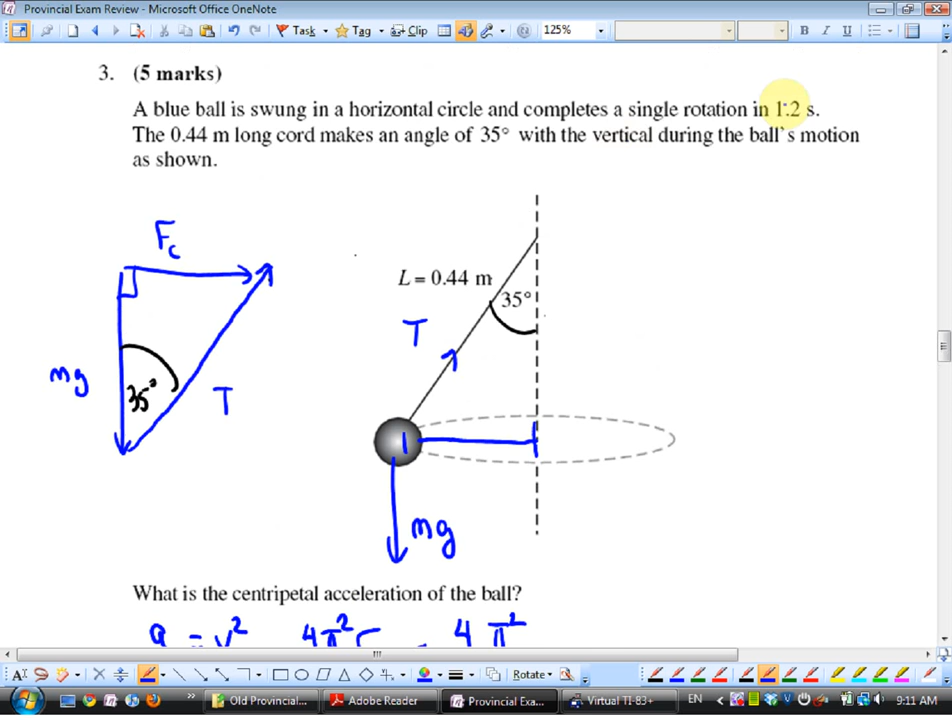 Provincial Exam Review - Microsoft Office OneNote
Task Tag Clip 125% B I U
3. (5 marks)
A blue ball is swung in a horizontal circle and completes a single rotation in 1.2 s.
The 0.44 m long cord makes an angle of 35° with the vertical during the ball's motion
as shown.
Fc
L = 0.44 m
35°
T
mg
35°
T
mg
What is the centripetal acceleration of the ball?
a = v² 4π²r = 4 π²
Rotate
Old Provincial... Adobe Reader Provincial Exa... Virtual TI-83+ EN 9:11 AM